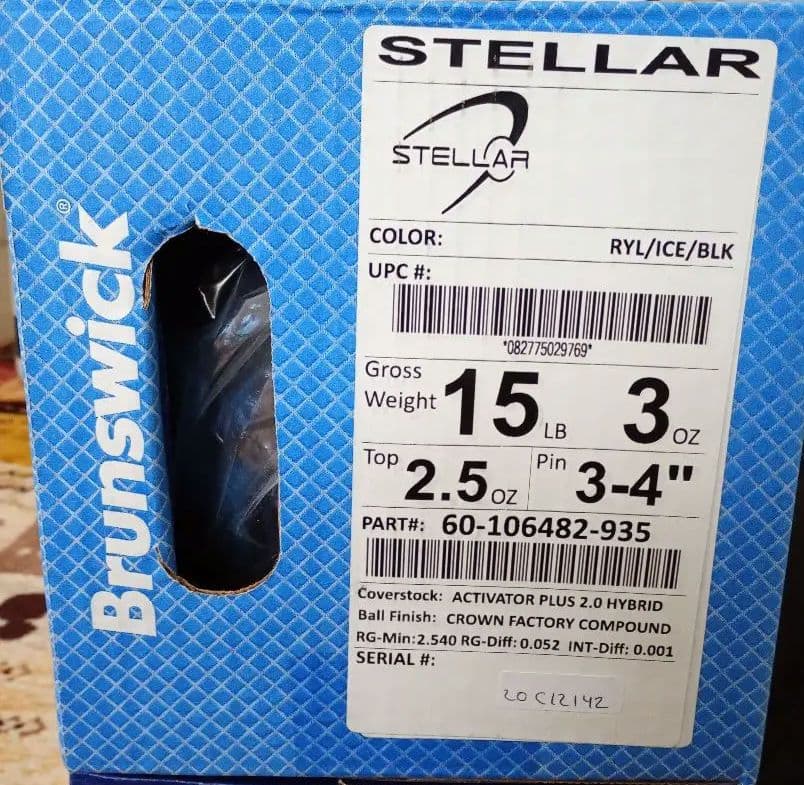 STELLAR
STELLAR
COLOR: RYL/ICE/BLK
UPC #:
*082775029769*
Gross Weight 15 LB 3 OZ
Top 2.5 OZ Pin 3-4"
PART#: 60-106482-935
Coverstock: ACTIVATOR PLUS 2.0 HYBRID
Ball Finish: CROWN FACTORY COMPOUND
RG-Min:2.540 RG-Diff: 0.052 INT-Diff: 0.001
SERIAL #:
20C12142
Brunswick®